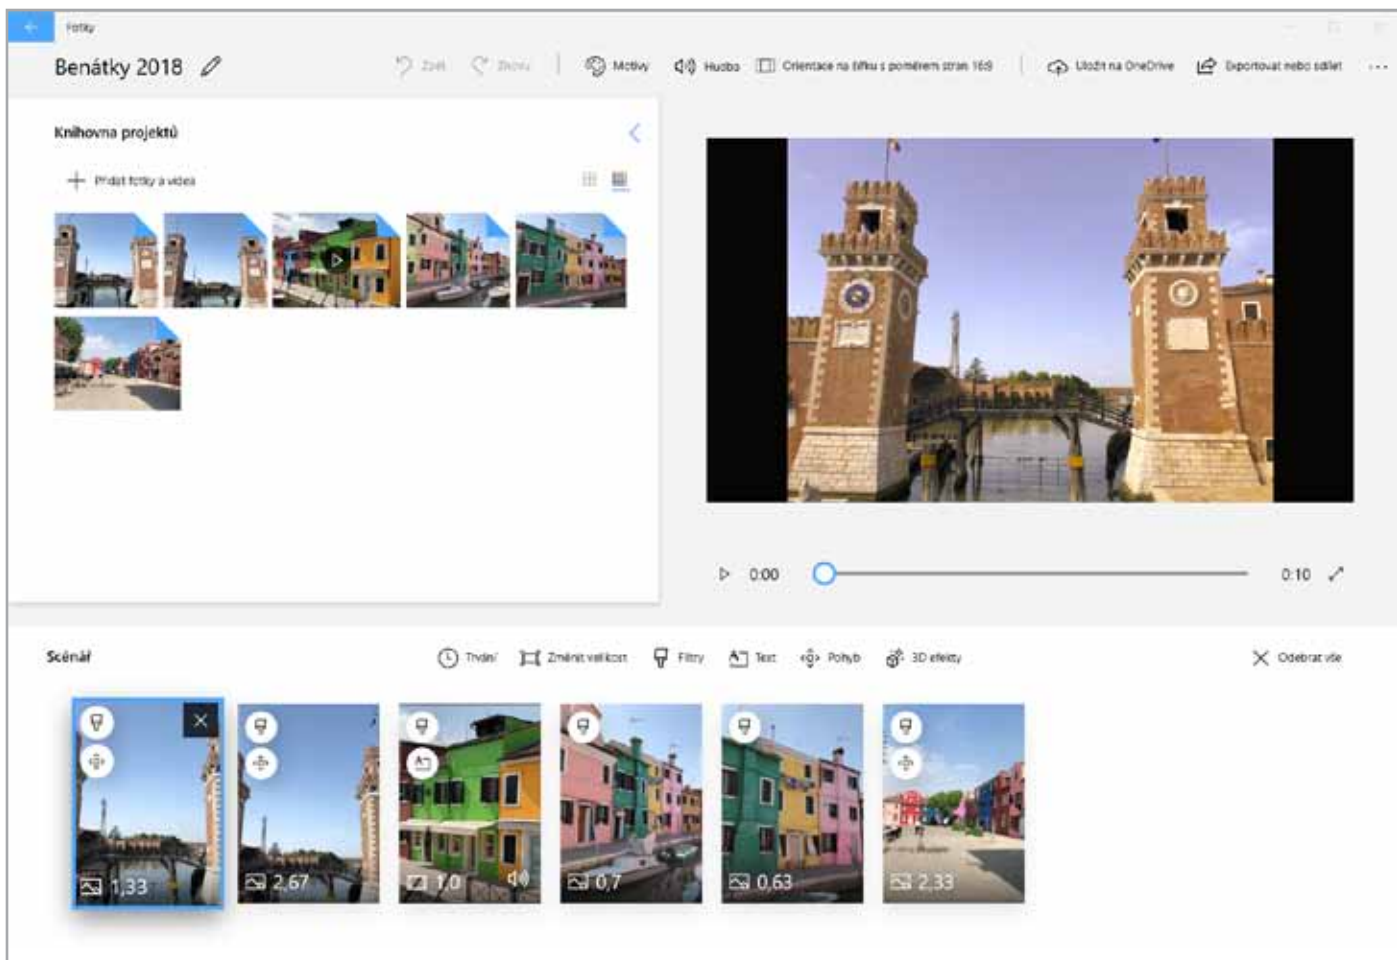 Fotky
Benátky 2018
Zpět Znovu Motivy Hudba Orientace na šířku s poměrem stran 16:9 Uložit na OneDrive Exportovat nebo sdílet
Knihovna projektů
Přidat fotky a videa
0:00 0:10
Scénář Trvání Změnit velikost Filtry Text Pohyb 3D efekty Odebrat vše
1,33 2,67 1,0 0,7 0,63 2,33